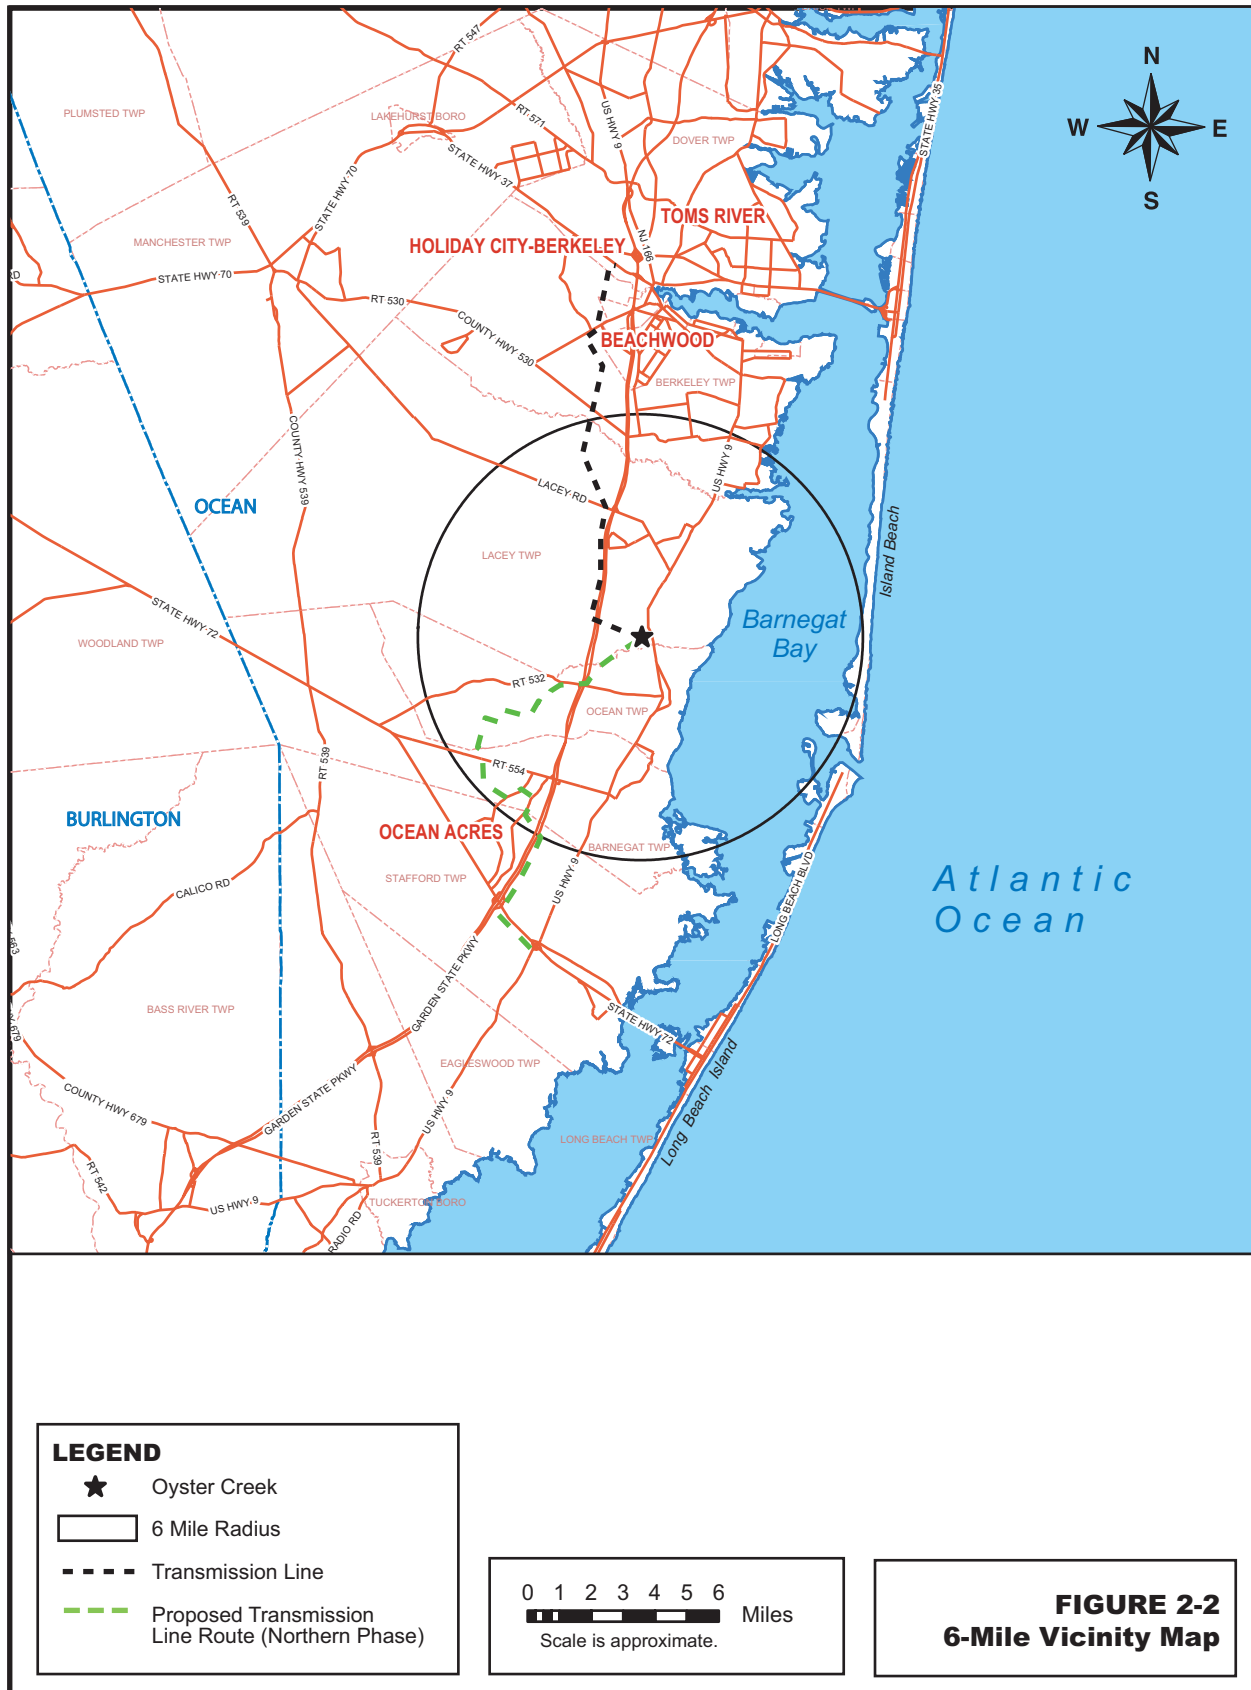 RT 547
N
PLUMSTED TWP
LAKEHURST BORO
RT 571
US HWY 9
STATE HWY 35
W
E
DOVER TWP
STATE HWY 37
STATE HWY 70
S
RT 539
TOMS RIVER
MANCHESTER TWP
HOLIDAY CITY-BERKELEY
NJ 166
STATE HWY 70
RD
RT 530
COUNTY HWY 530
BEACHWOOD
BERKELEY TWP
COUNTY HWY 539
US HWY 9
LACEY RD
OCEAN
Island Beach
LACEY TWP
STATE HWY 72
Barnegat
Bay
WOODLAND TWP
RT 532
OCEAN TWP
RT 539
RT 554
BURLINGTON
OCEAN ACRES
BARNEGAT TWP
STAFFORD TWP
CALICO RD
US HWY 9
LONG BEACH BLVD
Atlantic
Ocean
563
GARDEN STATE PKWY
BASS RIVER TWP
STATE HWY 72
679
EAGLESWOOD TWP
GARDEN STATE PKWY
COUNTY HWY 679
US HWY 9
Long Beach Island
LONG BEACH TWP
RT 539
RT 542
US HWY 9
TUCKERTON BORO
RADIO RD
LEGEND
Oyster Creek
6 Mile Radius
Transmission Line
Proposed Transmission
Line Route (Northern Phase)
0 1 2 3 4 5 6
Miles
Scale is approximate.
FIGURE 2-2
6-Mile Vicinity Map